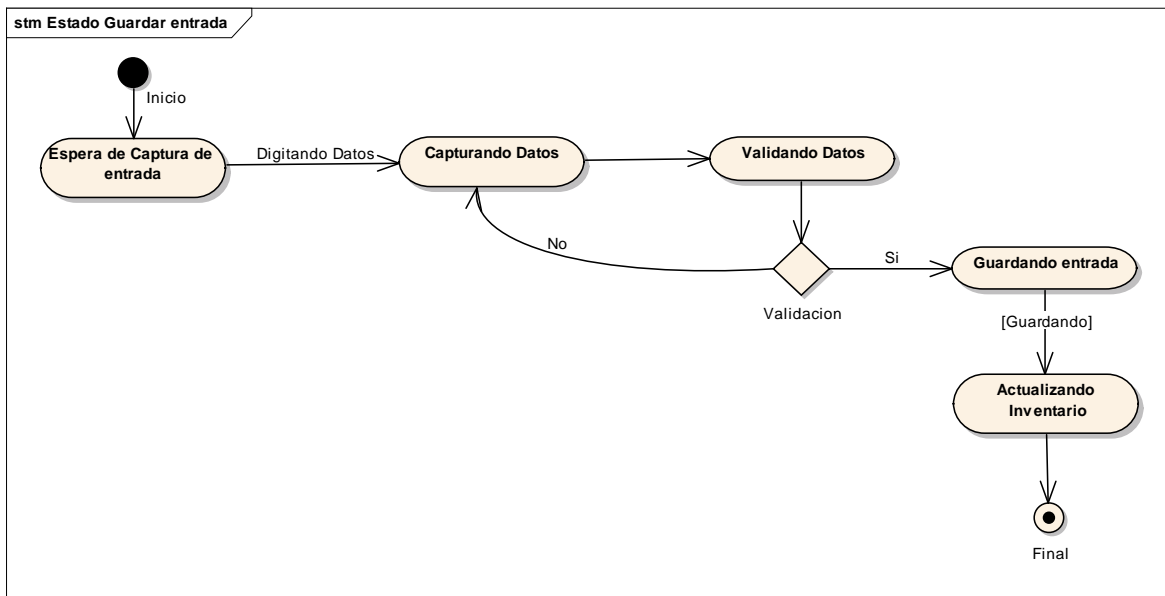 stm Estado Guardar entrada
Inicio
Espera de Captura de
entrada
Digitando Datos
Capturando Datos
Validando Datos
No
Validacion
Si
Guardando entrada
[Guardando]
Actualizando
Inventario
Final